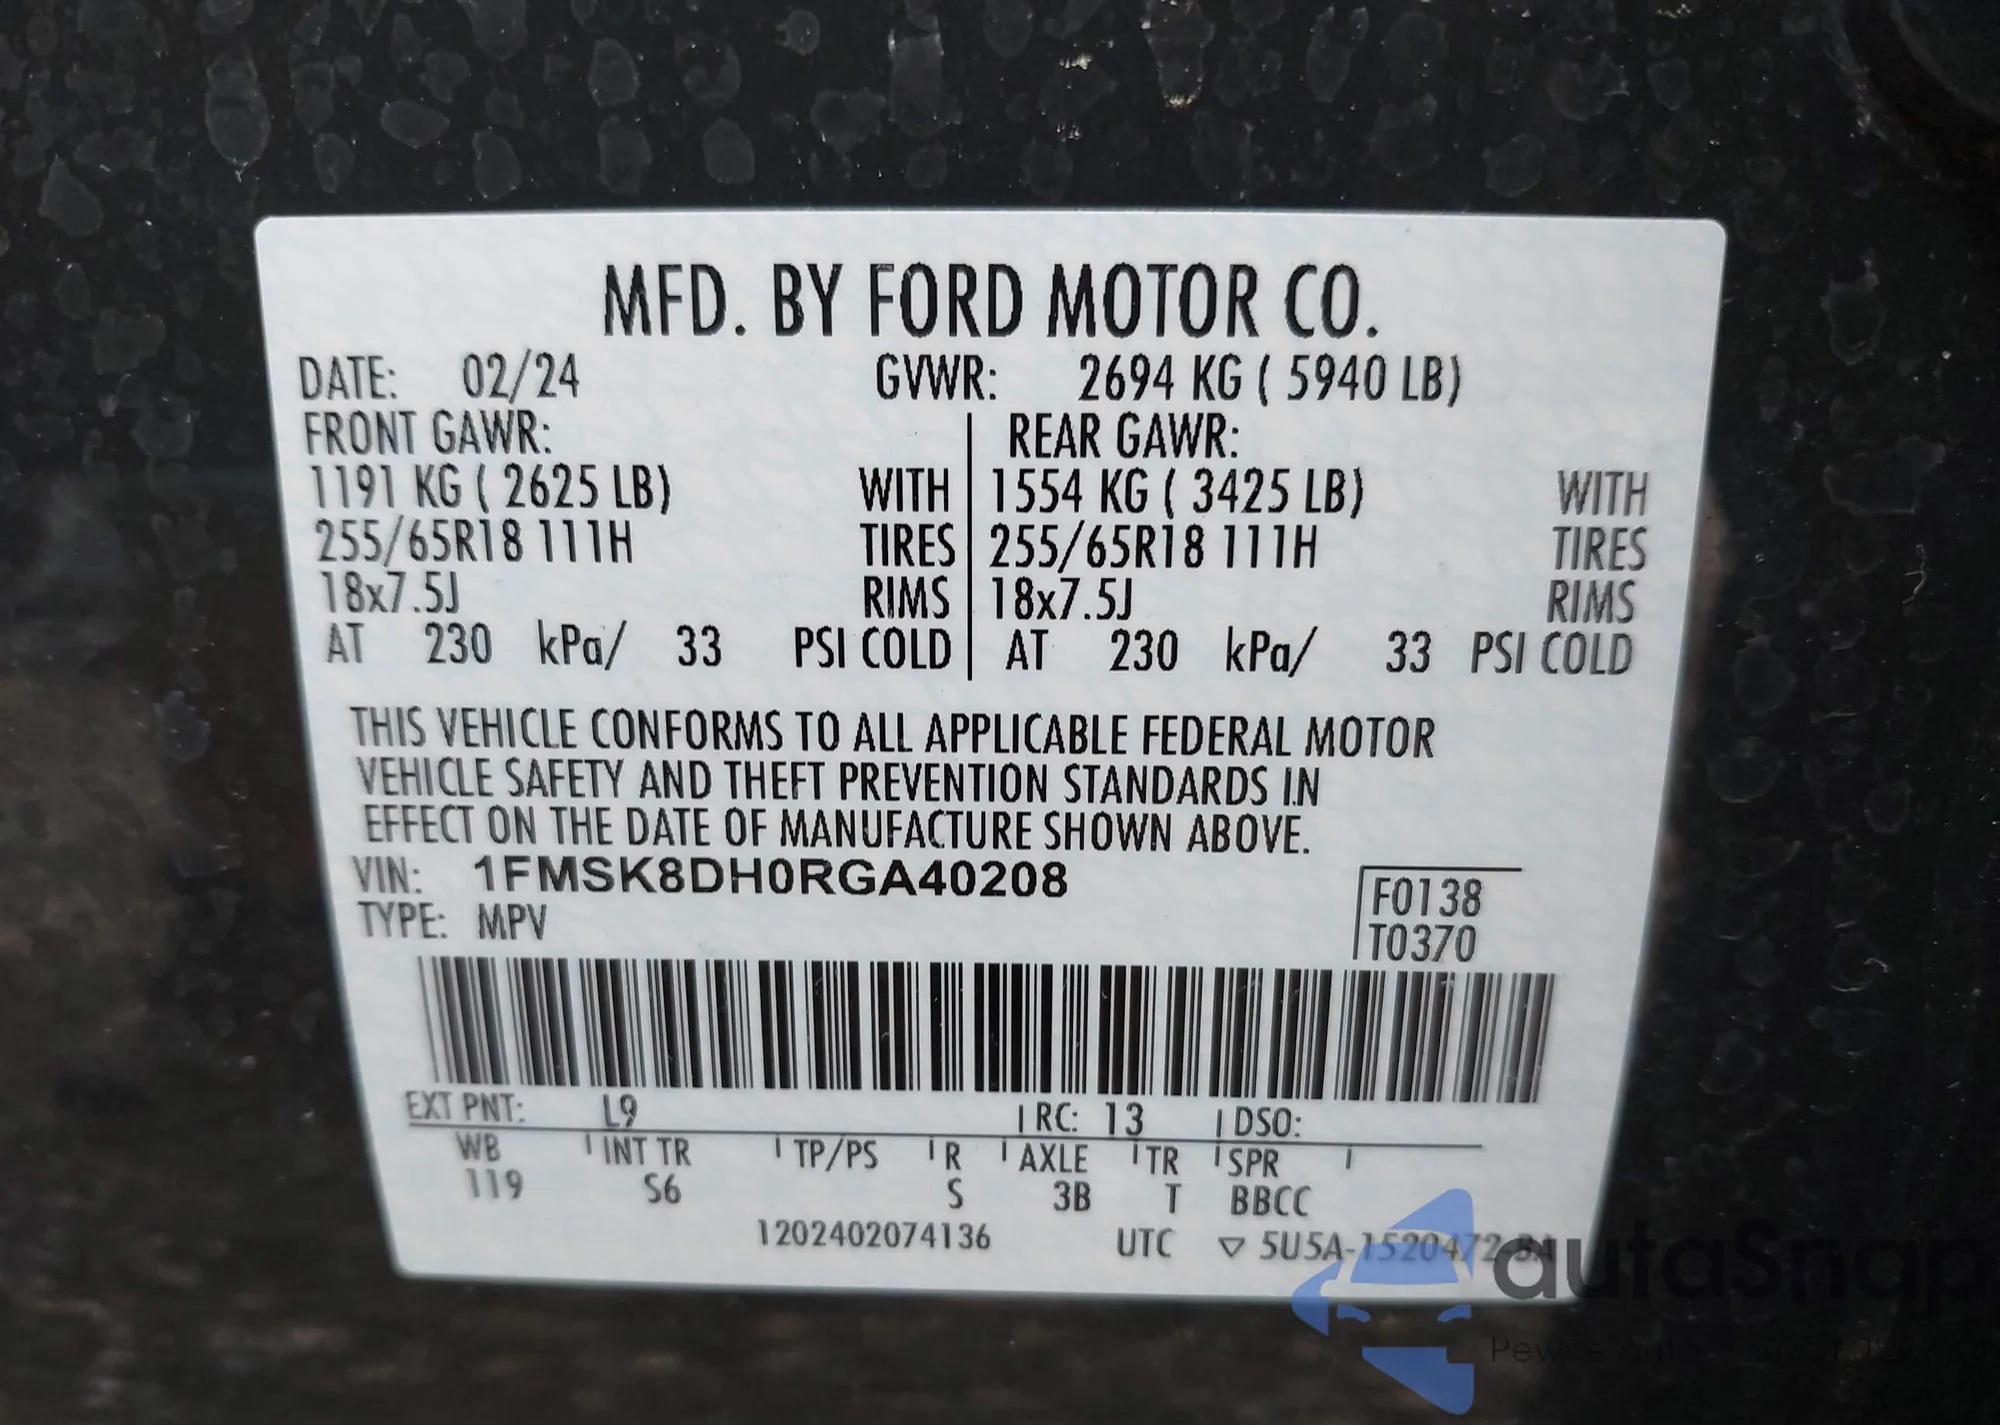 MFD. BY FORD MOTOR CO.
DATE: 02/24 GVWR: 2694 KG ( 5940 LB)
FRONT GAWR: REAR GAWR:
1191 KG ( 2625 LB) WITH 1554 KG ( 3425 LB) WITH
255/65R18 111H TIRES 255/65R18 111H TIRES
18x7.5J RIMS 18x7.5J RIMS
AT 230 kPa/ 33 PSI COLD AT 230 kPa/ 33 PSI COLD
THIS VEHICLE CONFORMS TO ALL APPLICABLE FEDERAL MOTOR
VEHICLE SAFETY AND THEFT PREVENTION STANDARDS IN
EFFECT ON THE DATE OF MANUFACTURE SHOWN ABOVE.
VIN: 1FMSK8DH0RGA40208
F0138
TYPE: MPV
T0370
EXT PNT: L9 RC: 13 DSO:
WB INT TR TP/PS R AXLE TR SPR
119 S6 S 3B T BBCC
1202402074136 UTC ▽ 5U5A-1520472-BA
autaSnap